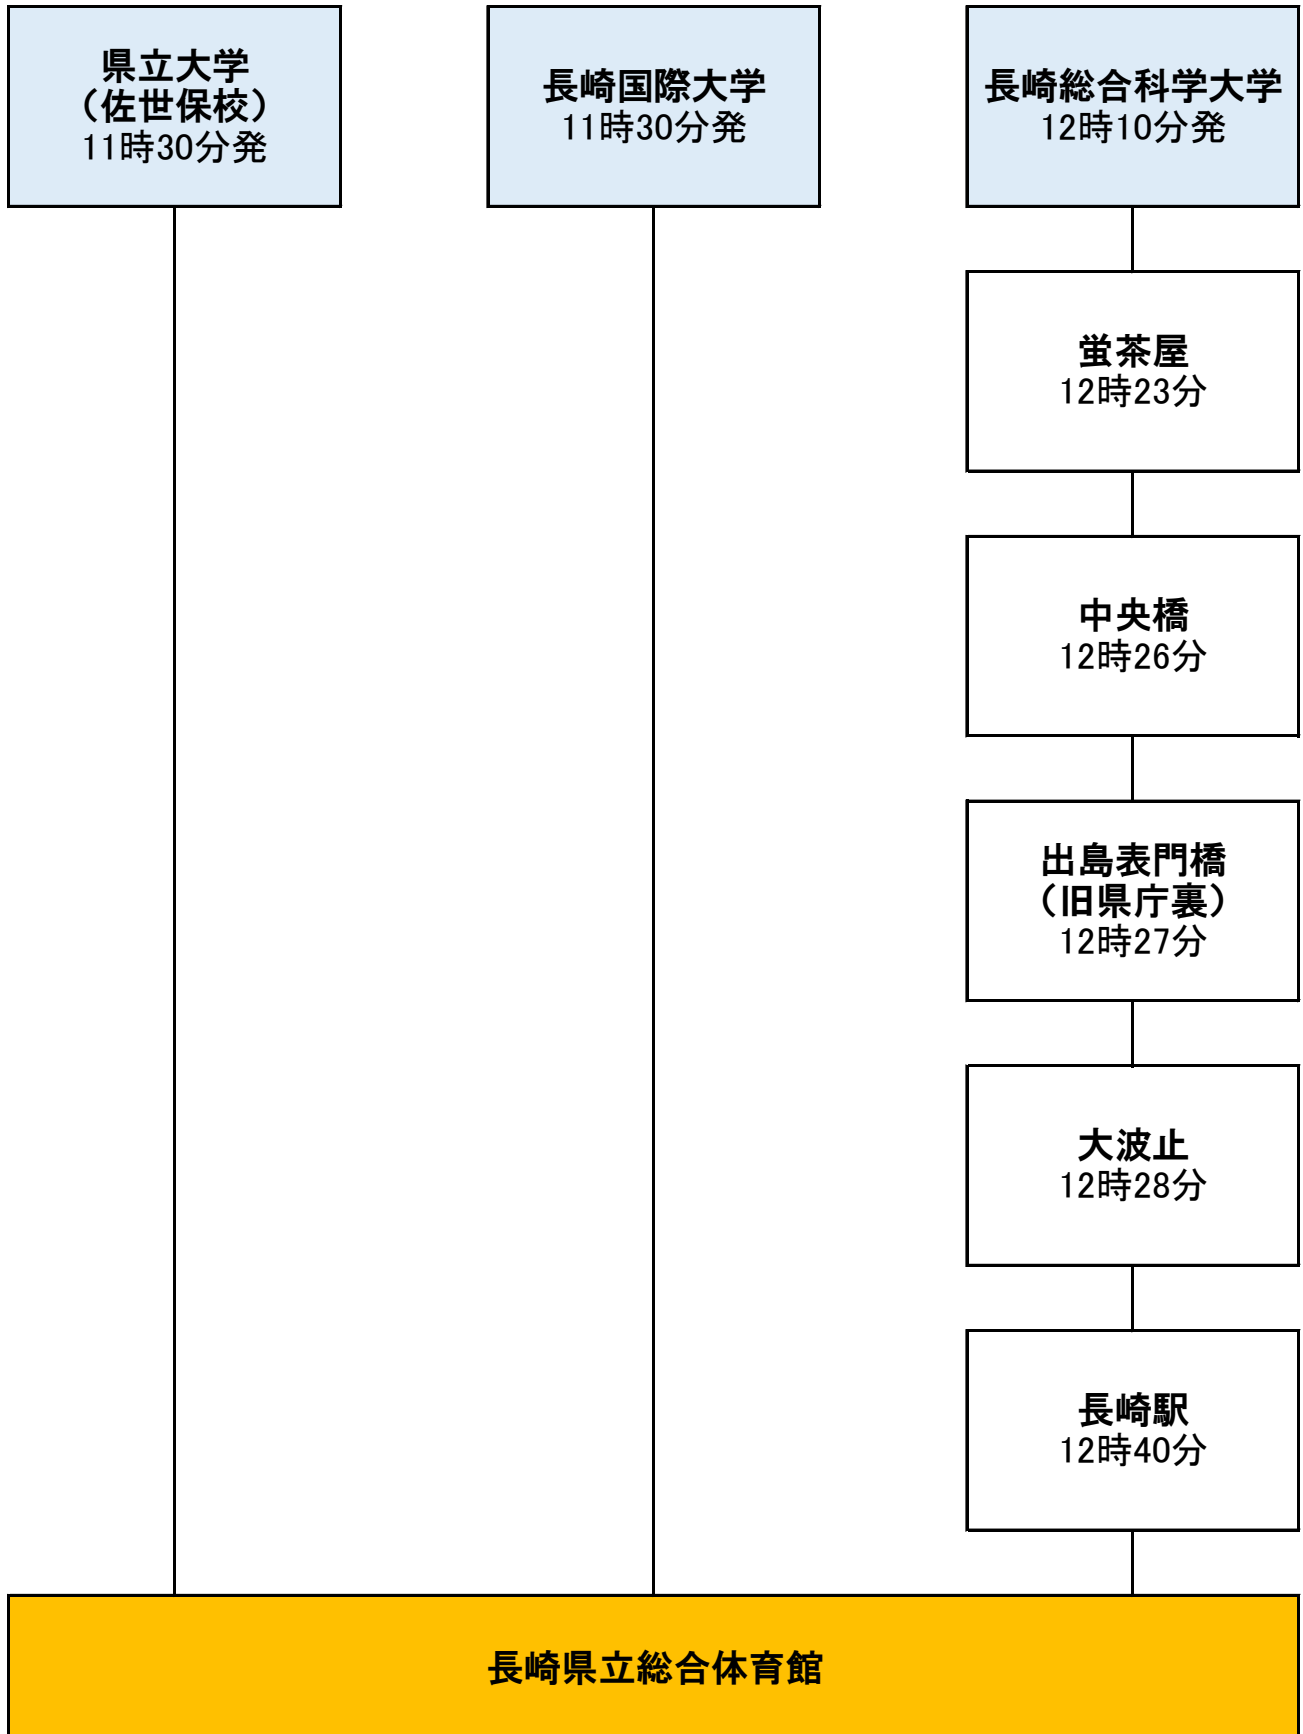 県立大学
（佐世保校）
11時30分発
長崎国際大学
11時30分発
長崎総合科学大学
12時10分発
蛍茶屋
12時23分
中央橋
12時26分
出島表門橋
（旧県庁裏）
12時27分
大波止
12時28分
長崎駅
12時40分
長崎県立総合体育館